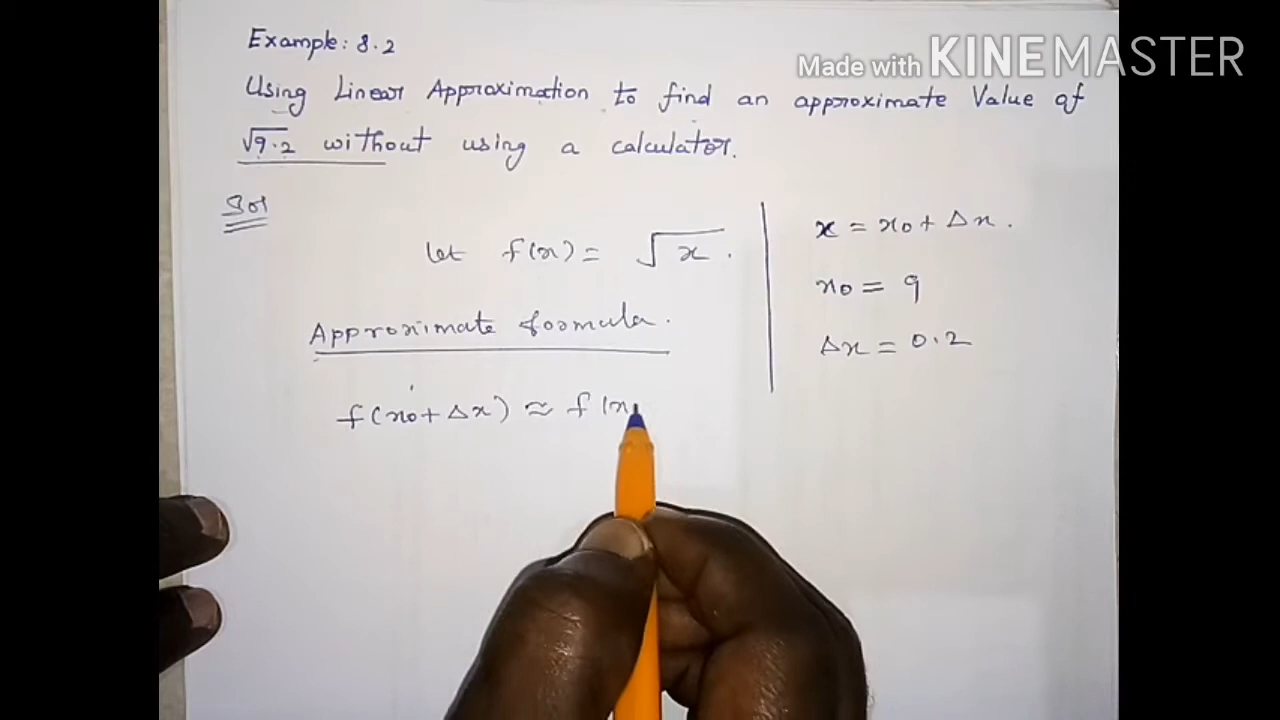 Made with KINEMASTER
Example: 8.2
Using Linear Approximation to find an approximate Value of
√9.2 without using a calculator.
Sol
let f(x) = √x.
Approximate formula.
f(x0 + Δx) ≈ f(x
x = x0 + Δx.
x0 = 9
Δx = 0.2